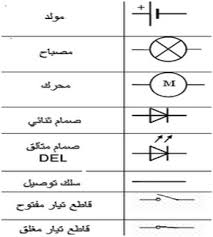 مولد
مصباح
محرك
M
صمام ثنائي
صمام متألق
DEL
سلك توصيل
قاطع تيار مفتوح
قاطع تيار مغلق